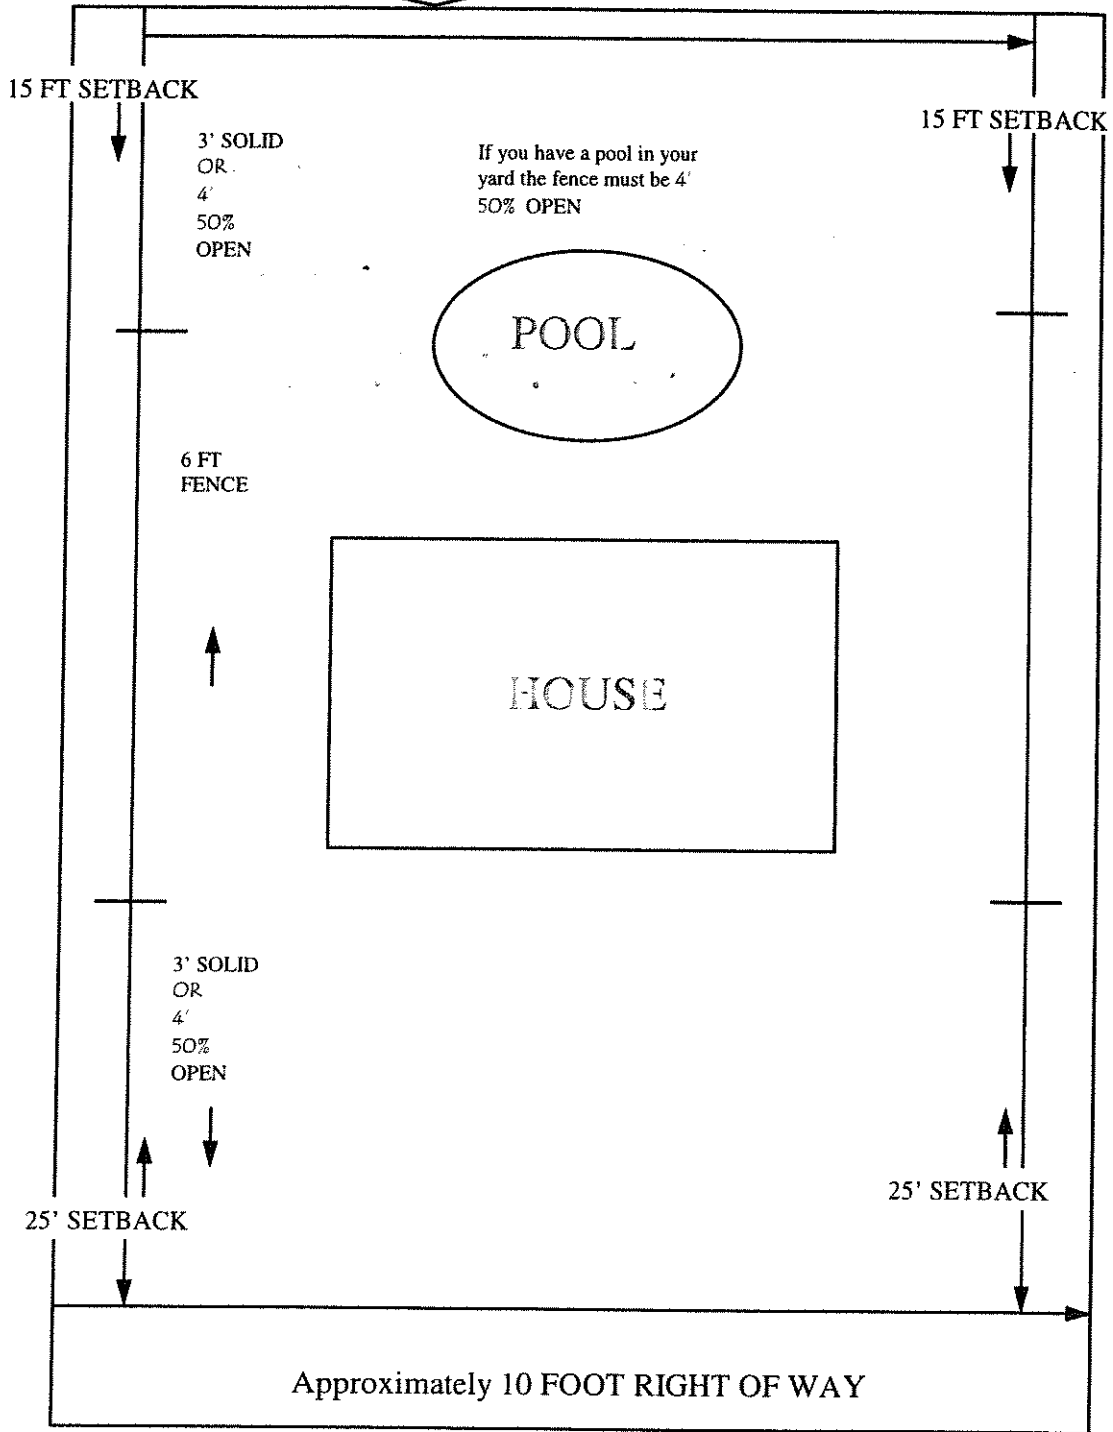 15 FT SETBACK
15 FT SETBACK
3' SOLID
OR
4'
50%
OPEN
If you have a pool in your
yard the fence must be 4'
50% OPEN
POOL
6 FT
FENCE
HOUSE
3' SOLID
OR
4'
50%
OPEN
25' SETBACK
25' SETBACK
Approximately 10 FOOT RIGHT OF WAY